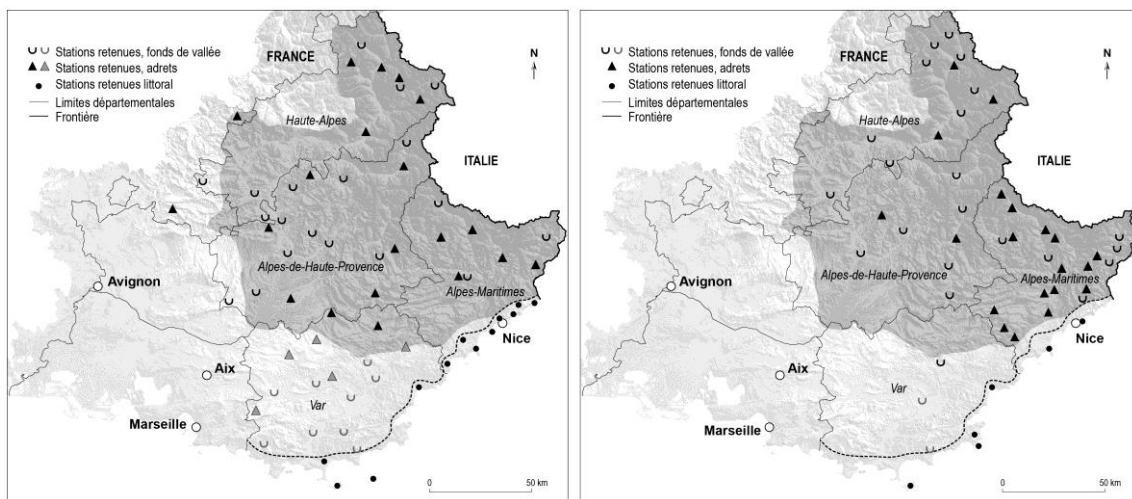 FRANCE
Stations retenues, fonds de vallée
Stations retenues, adrets
Stations retenues littoral
Limites départementales
Frontière
N
Haute-Alpes
ITALIE
Alpes-de-Haute-Provence
Alpes-Maritimes
Avignon
Nice
Aix
Var
Marseille
0 50 km
FRANCE
Stations retenues, fonds de vallée
Stations retenues, adrets
Stations retenues littoral
Limites départementales
Frontière
N
Haute-Alpes
ITALIE
Alpes-de-Haute-Provence
Alpes-Maritimes
Avignon
Nice
Aix
Var
Marseille
0 50 km